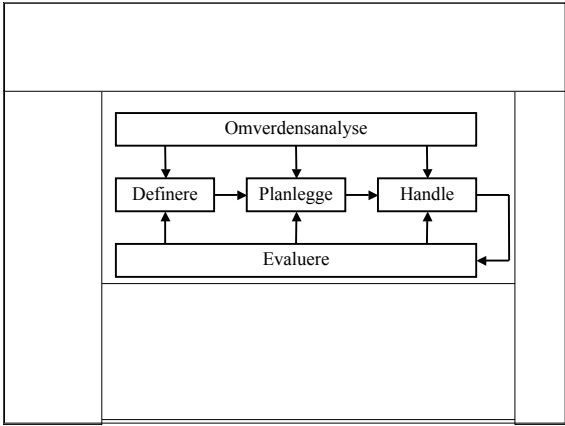 Omverdensanalyse
Definere
Planlegge
Handle
Evaluere